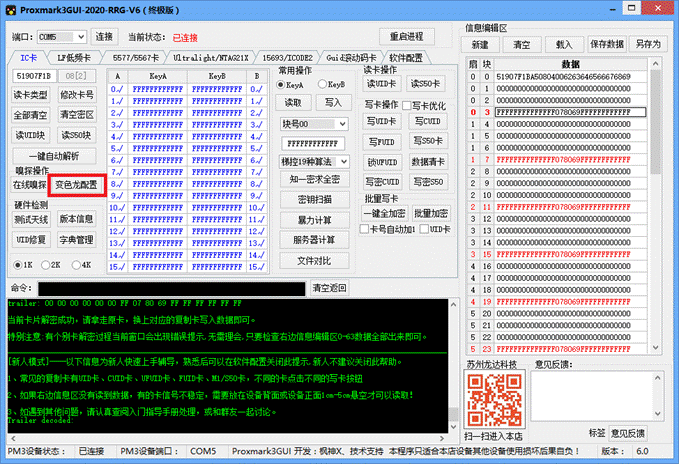 Proxmark3GUI-2020-RRG-V6（终极版）
端口： COM5 连接 当前状态： 已连接 重启进程
IC卡 LF低频卡 5577/5567卡 Ultralight/NTAG21X 15693/ICODE2 Gui诺滚动码卡 软件配置
51907F1B 08[2]
读卡类型 修改卡号
全部清空 清空密区
读UID块 读S50块
一键自动解析
嗅探操作
在线嗅探 变色龙配置
硬件检测
测试天线 版本信息
UID修复 字典管理
1K 2K 4K
A KeyA KeyB B
0./ FFFFFFFFFFFF FFFFFFFFFFFF 0./
1./ FFFFFFFFFFFF FFFFFFFFFFFF 1./
2./ FFFFFFFFFFFF FFFFFFFFFFFF 2./
3./ FFFFFFFFFFFF FFFFFFFFFFFF 3./
4./ FFFFFFFFFFFF FFFFFFFFFFFF 4./
5./ FFFFFFFFFFFF FFFFFFFFFFFF 5./
6./ FFFFFFFFFFFF FFFFFFFFFFFF 6./
7./ FFFFFFFFFFFF FFFFFFFFFFFF 7./
8./ FFFFFFFFFFFF FFFFFFFFFFFF 8./
9./ FFFFFFFFFFFF FFFFFFFFFFFF 9./
10./ FFFFFFFFFFFF FFFFFFFFFFFF 10./
11./ FFFFFFFFFFFF FFFFFFFFFFFF 11./
12./ FFFFFFFFFFFF FFFFFFFFFFFF 12./
13./ FFFFFFFFFFFF FFFFFFFFFFFF 13./
14./ FFFFFFFFFFFF FFFFFFFFFFFF 14./
15./ FFFFFFFFFFFF FFFFFFFFFFFF 15./
常用操作
KeyA KeyB
读取 写入
块号00
FFFFFFFFFFFF
梯控19种算法
知一密求全密
密钥扫描
暴力计算
服务器计算
文件对比
读卡操作
读UID卡 读S50卡
写卡操作 写卡优化
写UID卡 写CUID
写FUID 写S50卡
锁UFUID 数据清卡
写密CUID 写密S50
批量写卡
一键全加密 批量加密
卡号自动加1 UID卡
命令： 清空返回
trailer: 00 00 00 00 00 00 FF 07 80 69 FF FF FF FF FF FF
当前卡片解密成功，请拿走原卡，换上对应的复制卡写入数据即可。
特别注意：有个别卡解密过程当前窗口会出现错误提示.无需理会.只要检查右边信息编辑区0-63数据全部出来即可。
[新人模式]——以下信息为新人快速上手辅导，熟悉后可以在软件配置关闭此提示.新人不建议关闭此帮助。
1、常见的复制卡有UID卡、CUID卡、UFUID卡、FUID卡、M1/S50卡，不同的卡点击不同的写卡按钮
2、如果右边信息区没有读到数据，有的卡信号不稳定，需要放在设备背面或设备正面1cm-5cm悬空才可以读取！
3、如遇到其他问题，请认真查阅入门指导手册处理，或和群友一起讨论。
Trailer decoded:
信息编辑区
新建 清空 载入 保存数据 另存为
扇 块 数据
0 0 51907F1BA50804006263646566676869
0 1 00000000000000000000000000000000
0 2 00000000000000000000000000000000
0 3 FFFFFFFFFFFFFF078069FFFFFFFFFFFF
1 4 00000000000000000000000000000000
1 5 00000000000000000000000000000000
1 6 00000000000000000000000000000000
1 7 FFFFFFFFFFFFFF078069FFFFFFFFFFFF
2 8 00000000000000000000000000000000
2 9 00000000000000000000000000000000
2 10 00000000000000000000000000000000
2 11 FFFFFFFFFFFFFF078069FFFFFFFFFFFF
3 12 00000000000000000000000000000000
3 13 00000000000000000000000000000000
3 14 00000000000000000000000000000000
3 15 FFFFFFFFFFFFFF078069FFFFFFFFFFFF
4 16 00000000000000000000000000000000
4 17 00000000000000000000000000000000
4 18 00000000000000000000000000000000
4 19 FFFFFFFFFFFFFF078069FFFFFFFFFFFF
5 20 00000000000000000000000000000000
5 21 00000000000000000000000000000000
5 22 00000000000000000000000000000000
5 23 FFFFFFFFFFFFFF078069FFFFFFFFFFFF
苏州龙达科技 意见反馈：
扫一扫进入本店 标签 意见反馈
PM3设备状态： 已连接 PM3设备端口： COM5 Proxmark3GUI 开发：枫神X、技术支持 本程序只适合本店设备其他设备使用损坏后果自负！ 版本： 6.0